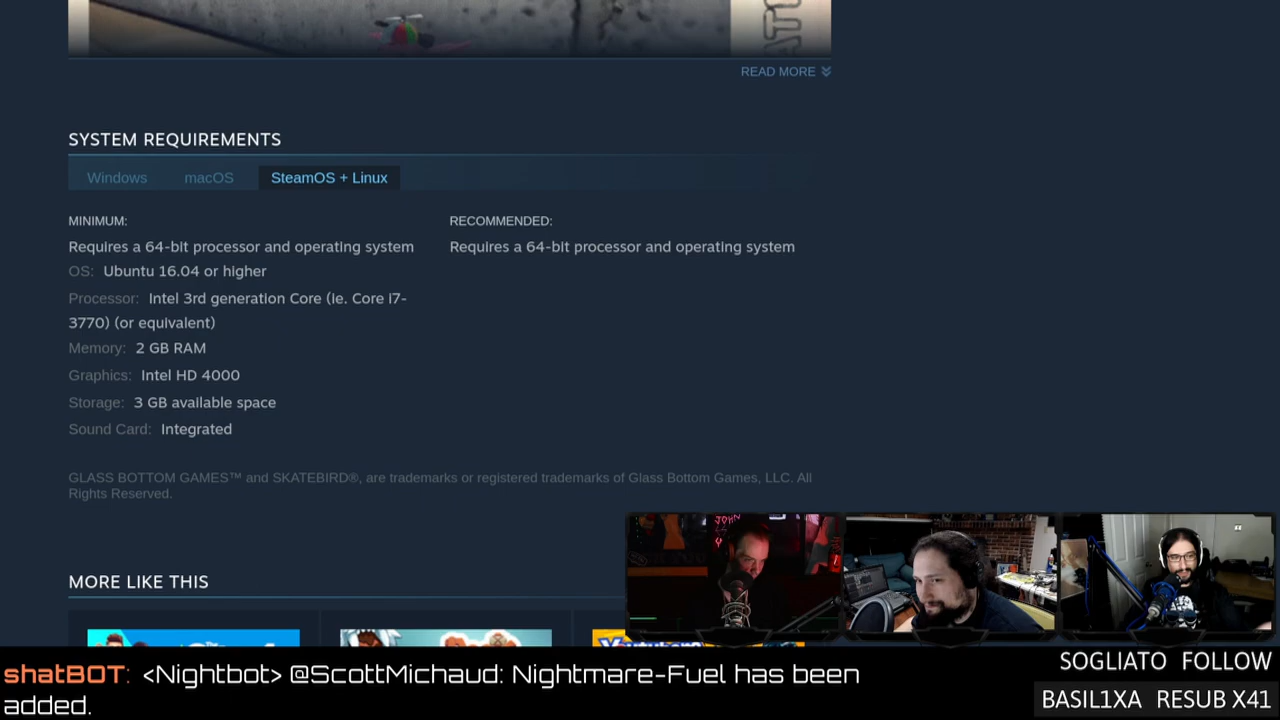 READ MORE
SYSTEM REQUIREMENTS
Windows macOS SteamOS + Linux
MINIMUM:
Requires a 64-bit processor and operating system
OS: Ubuntu 16.04 or higher
Processor: Intel 3rd generation Core (ie. Core i7-
3770) (or equivalent)
Memory: 2 GB RAM
Graphics: Intel HD 4000
Storage: 3 GB available space
Sound Card: Integrated
RECOMMENDED:
Requires a 64-bit processor and operating system
GLASS BOTTOM GAMES™ and SKATEBIRD®, are trademarks or registered trademarks of Glass Bottom Games, LLC. All
Rights Reserved.
MORE LIKE THIS
JOHN
shatBOT: <Nightbot> @ScottMichaud: Nightmare-Fuel has been
added.
SOGLIATO FOLLOW
BASIL1XA RESUB X41